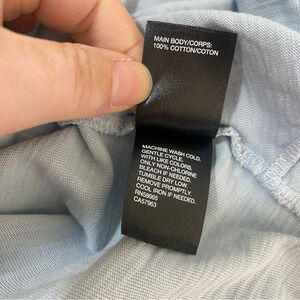 MAIN BODY/CORPS:
100% COTTON/COTON
MACHINE WASH COLD.
GENTLE CYCLE.
WITH LIKE COLORS.
ONLY NON-CHLORINE
BLEACH IF NEEDED.
TUMBLE DRY LOW.
REMOVE PROMPTLY.
COOL IRON IF NEEDED.
RN58665
CA57963